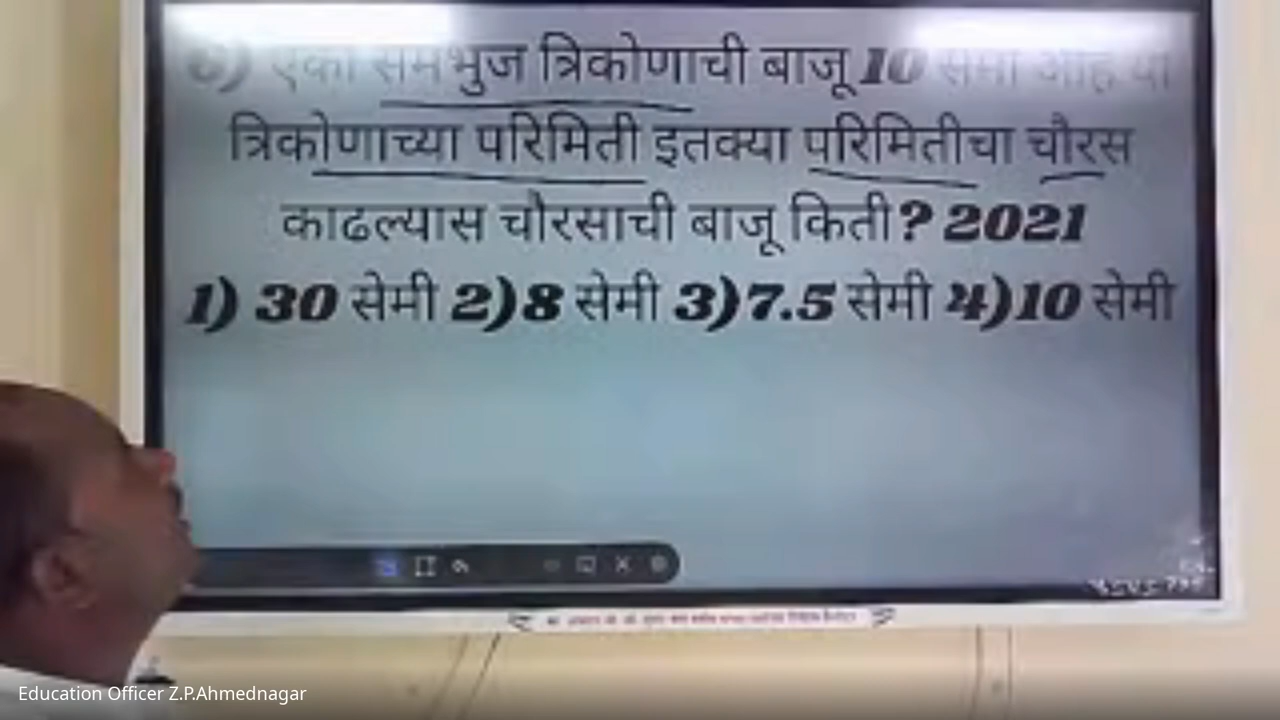 6) एका समभुज त्रिकोणाची बाजू 10 सेमी आहे या
त्रिकोणाच्या परिमिती इतक्या परिमितीचा चौरस
काढल्यास चौरसाची बाजू किती? 2021
1) 30 सेमी 2)8 सेमी 3)7.5 सेमी 4)10 सेमी
Education Officer Z.P.Ahmednagar